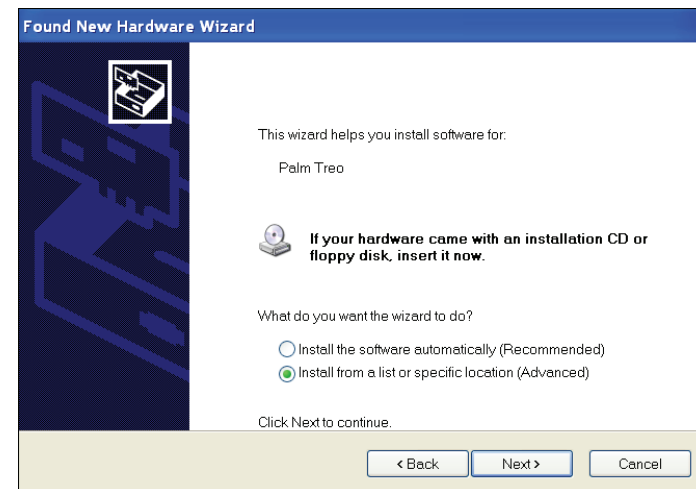 Found New Hardware Wizard
This wizard helps you install software for:
Palm Treo
If your hardware came with an installation CD or
floppy disk, insert it now.
What do you want the wizard to do?
Install the software automatically (Recommended)
Install from a list or specific location (Advanced)
Click Next to continue.
< Back Next > Cancel